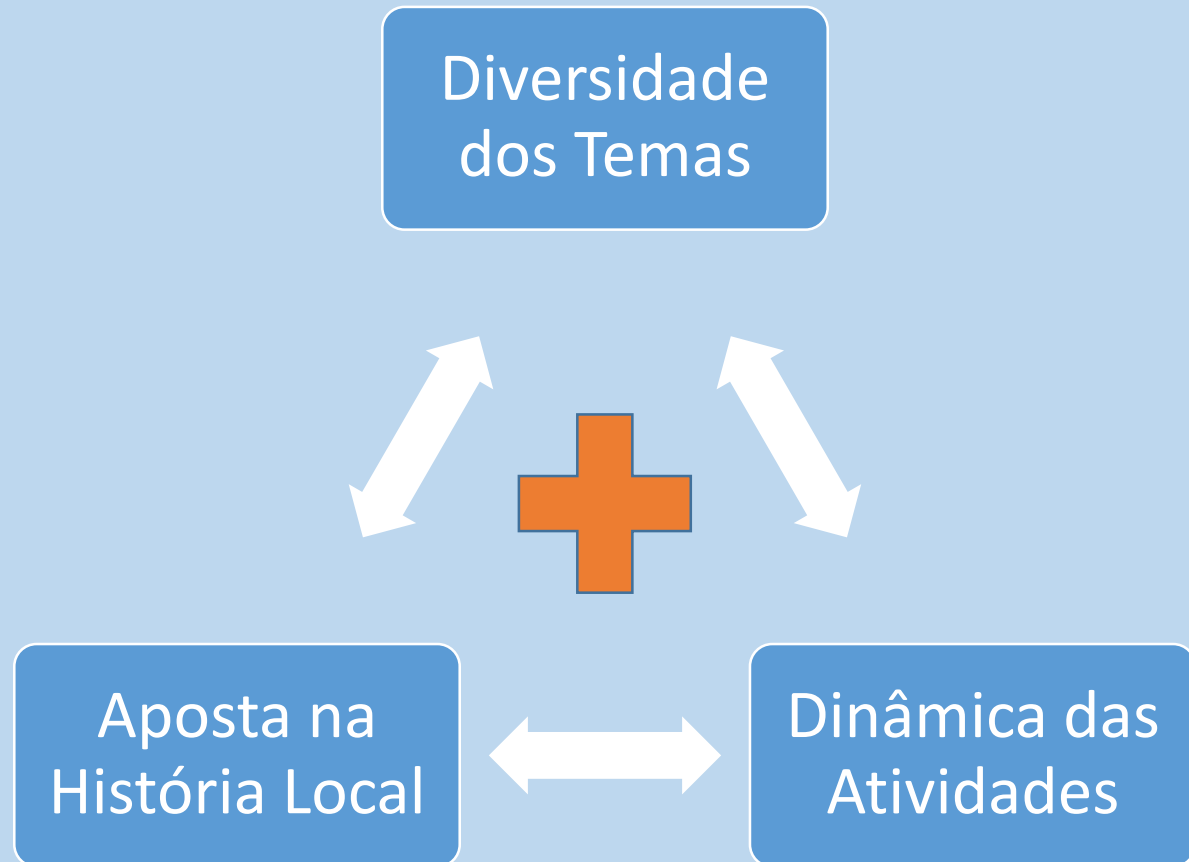 Diversidade
dos Temas
Aposta na
História Local
Dinâmica das
Atividades